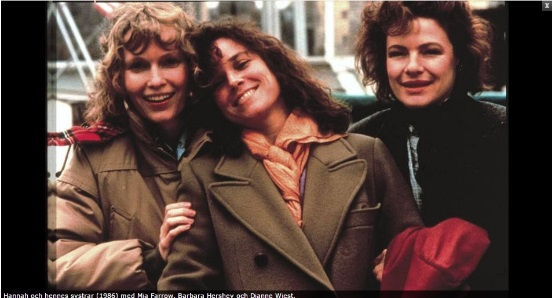 Hannah och hennes systrar (1986) med Mia Farrow, Barbara Hershey och Dianne Wiest.